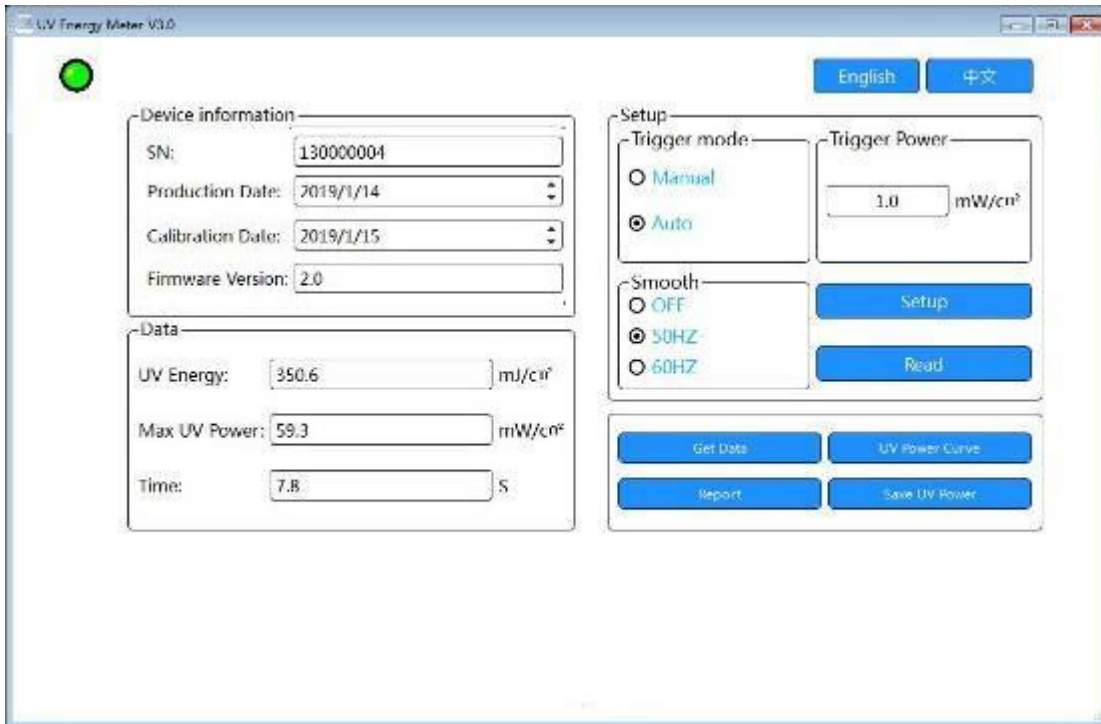 UV Energy Meter V3.0
English
中文
Device information
SN: 130000004
Production Date: 2019/1/14
Calibration Date: 2019/1/15
Firmware Version: 2.0
Data
UV Energy: 350.6 mJ/cm²
Max UV Power: 59.3 mW/cm²
Time: 7.8 S
Setup
Trigger mode
Manual
Auto
Trigger Power
1.0 mW/cm²
Smooth
OFF
50HZ
60HZ
Setup
Read
Get Data
UV Power Curve
Report
Save UV Power